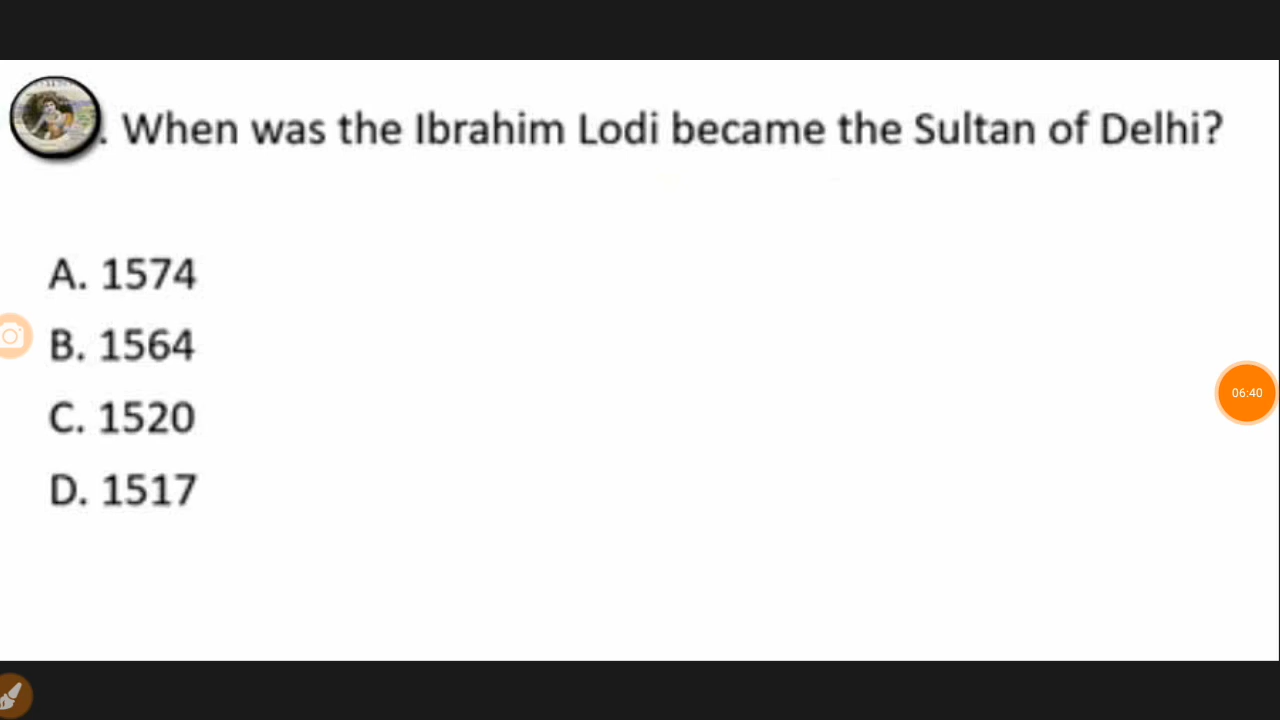 . When was the Ibrahim Lodi became the Sultan of Delhi?
A. 1574
B. 1564
C. 1520
D. 1517
06:40